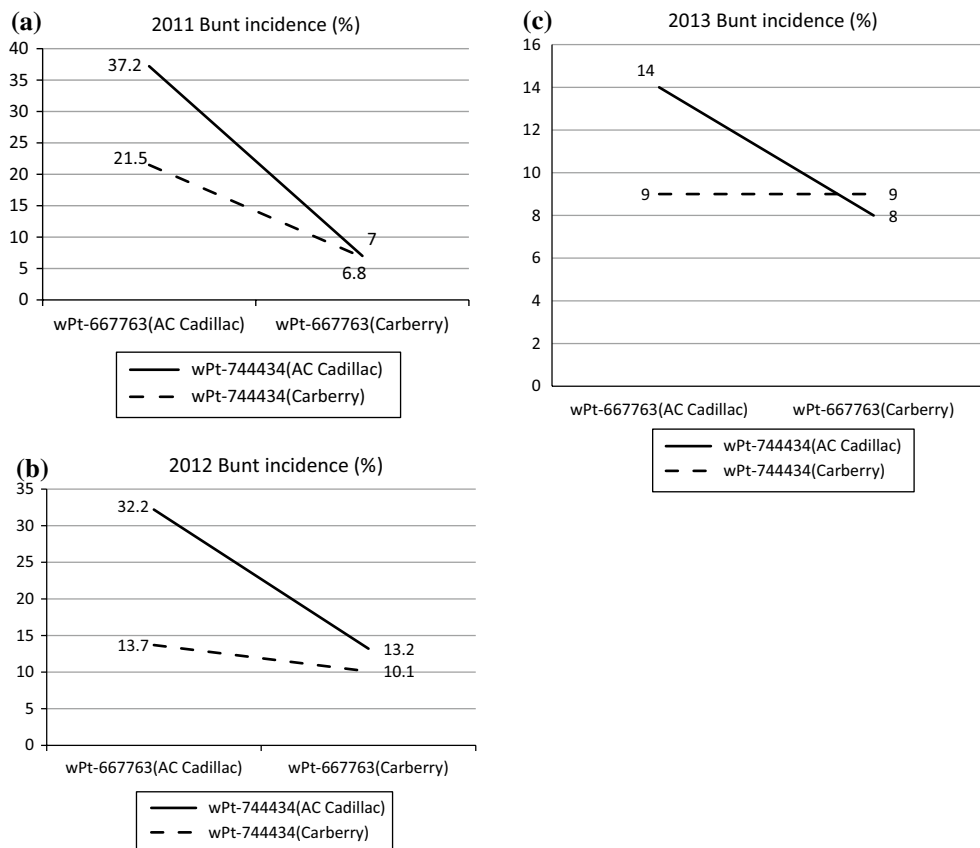 (a)
2011 Bunt incidence (%)
40
35
30
25
20
15
10
5
0
37.2
21.5
7
6.8
wPt-667763(AC Cadillac) wPt-667763(Carberry)
wPt-744434(AC Cadillac)
wPt-744434(Carberry)
(b)
2012 Bunt incidence (%)
35
30
25
20
15
10
5
0
32.2
13.7
13.2
10.1
wPt-667763(AC Cadillac) wPt-667763(Carberry)
wPt-744434(AC Cadillac)
wPt-744434(Carberry)
(c)
2013 Bunt incidence (%)
16
14
12
10
8
6
4
2
0
14
9
9
8
wPt-667763(AC Cadillac) wPt-667763(Carberry)
wPt-744434(AC Cadillac)
wPt-744434(Carberry)